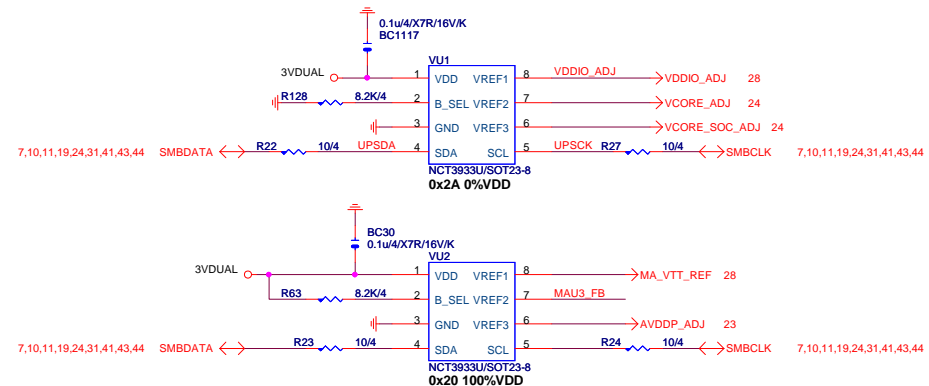 0.1u/4/X7R/16V/K
BC1117
VU1
3VDUAL 1 VDD VREF1 8 VDDIO_ADJ VDDIO_ADJ 28
R128 8.2K/4 2 B_SEL VREF2 7 VCORE_ADJ 24
3 GND VREF3 6 VCORE_SOC_ADJ 24
7,10,11,19,24,31,41,43,44 SMBDATA R22 10/4 UPSDA 4 SDA SCL 5 UPSCK R27 10/4 SMBCLK 7,10,11,19,24,31,41,43,44
NCT3933U/SOT23-8
0x2A 0%VDD
BC30
0.1u/4/X7R/16V/K
VU2
3VDUAL 1 VDD VREF1 8 MA_VTT_REF 28
R63 8.2K/4 2 B_SEL VREF2 7 MAU3_FB
3 GND VREF3 6 AVDDP_ADJ 23
7,10,11,19,24,31,41,43,44 SMBDATA R23 10/4 4 SDA SCL 5 R24 10/4 SMBCLK 7,10,11,19,24,31,41,43,44
NCT3933U/SOT23-8
0x20 100%VDD